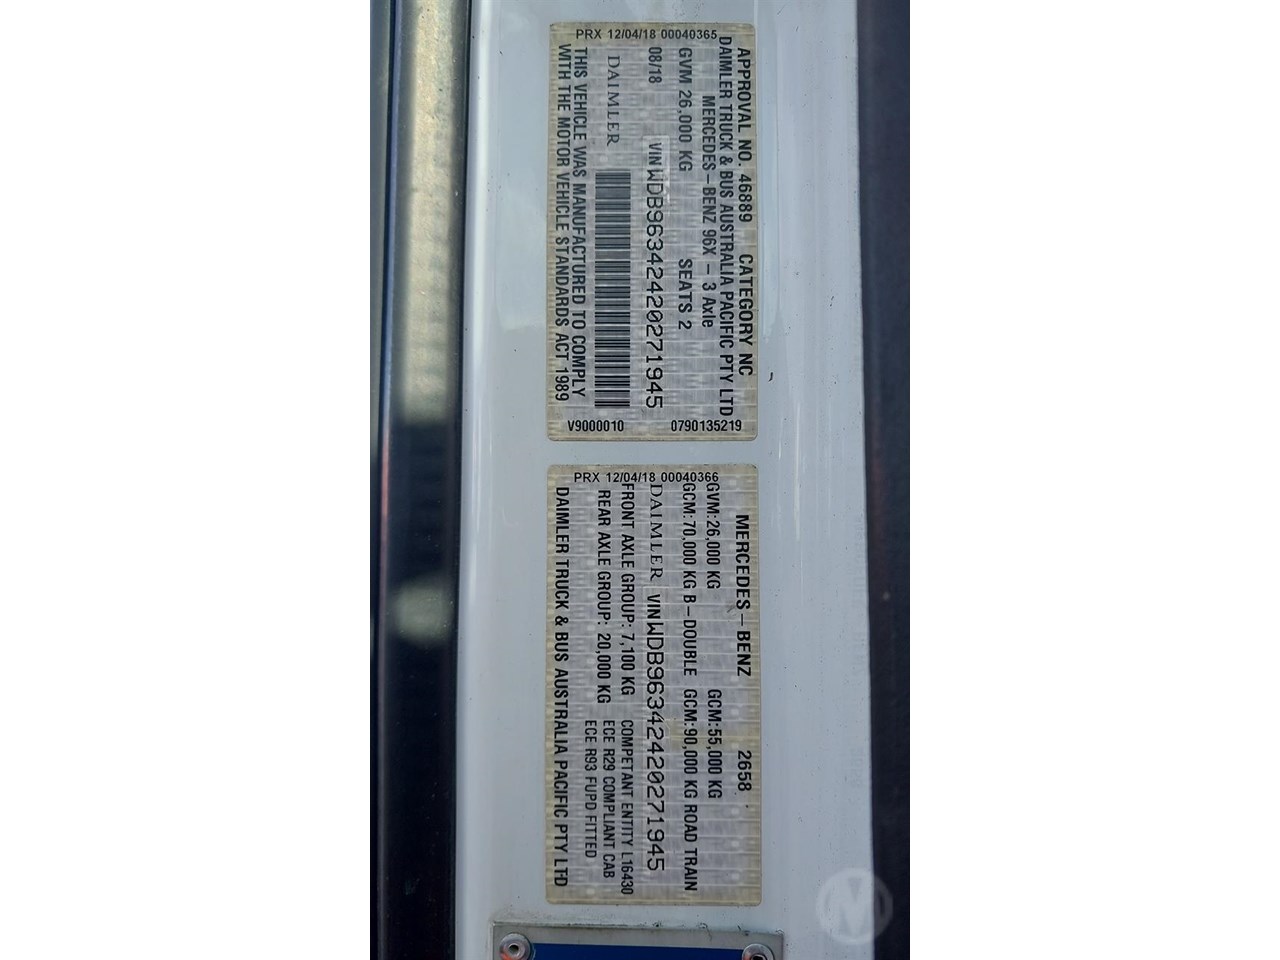 PRX 12/04/18 00040365
APPROVAL NO. 46889 CATEGORY NC
DAIMLER TRUCK & BUS AUSTRALIA PACIFIC PTY LTD
MERCEDES-BENZ 96X - 3 Axle
GVM 26,000 KG SEATS 2
08/18 VINWDB96342420271945
DAIMLER
THIS VEHICLE WAS MANUFACTURED TO COMPLY
WITH THE MOTOR VEHICLE STANDARDS ACT 1989
V9000010 0790135219
PRX 12/04/18 00040366
MERCEDES-BENZ 2658
GVM:26,000 KG GCM:55,000 KG
GCM:70,000 KG B-DOUBLE GCM:90,000 KG ROAD TRAIN
DAIMLER VINWDB96342420271945
FRONT AXLE GROUP: 7,100 KG COMPETANT ENTITY L16430
REAR AXLE GROUP: 20,000 KG ECE R29 COMPLIANT CAB
ECE R93 FUPD FITTED
DAIMLER TRUCK & BUS AUSTRALIA PACIFIC PTY LTD
M